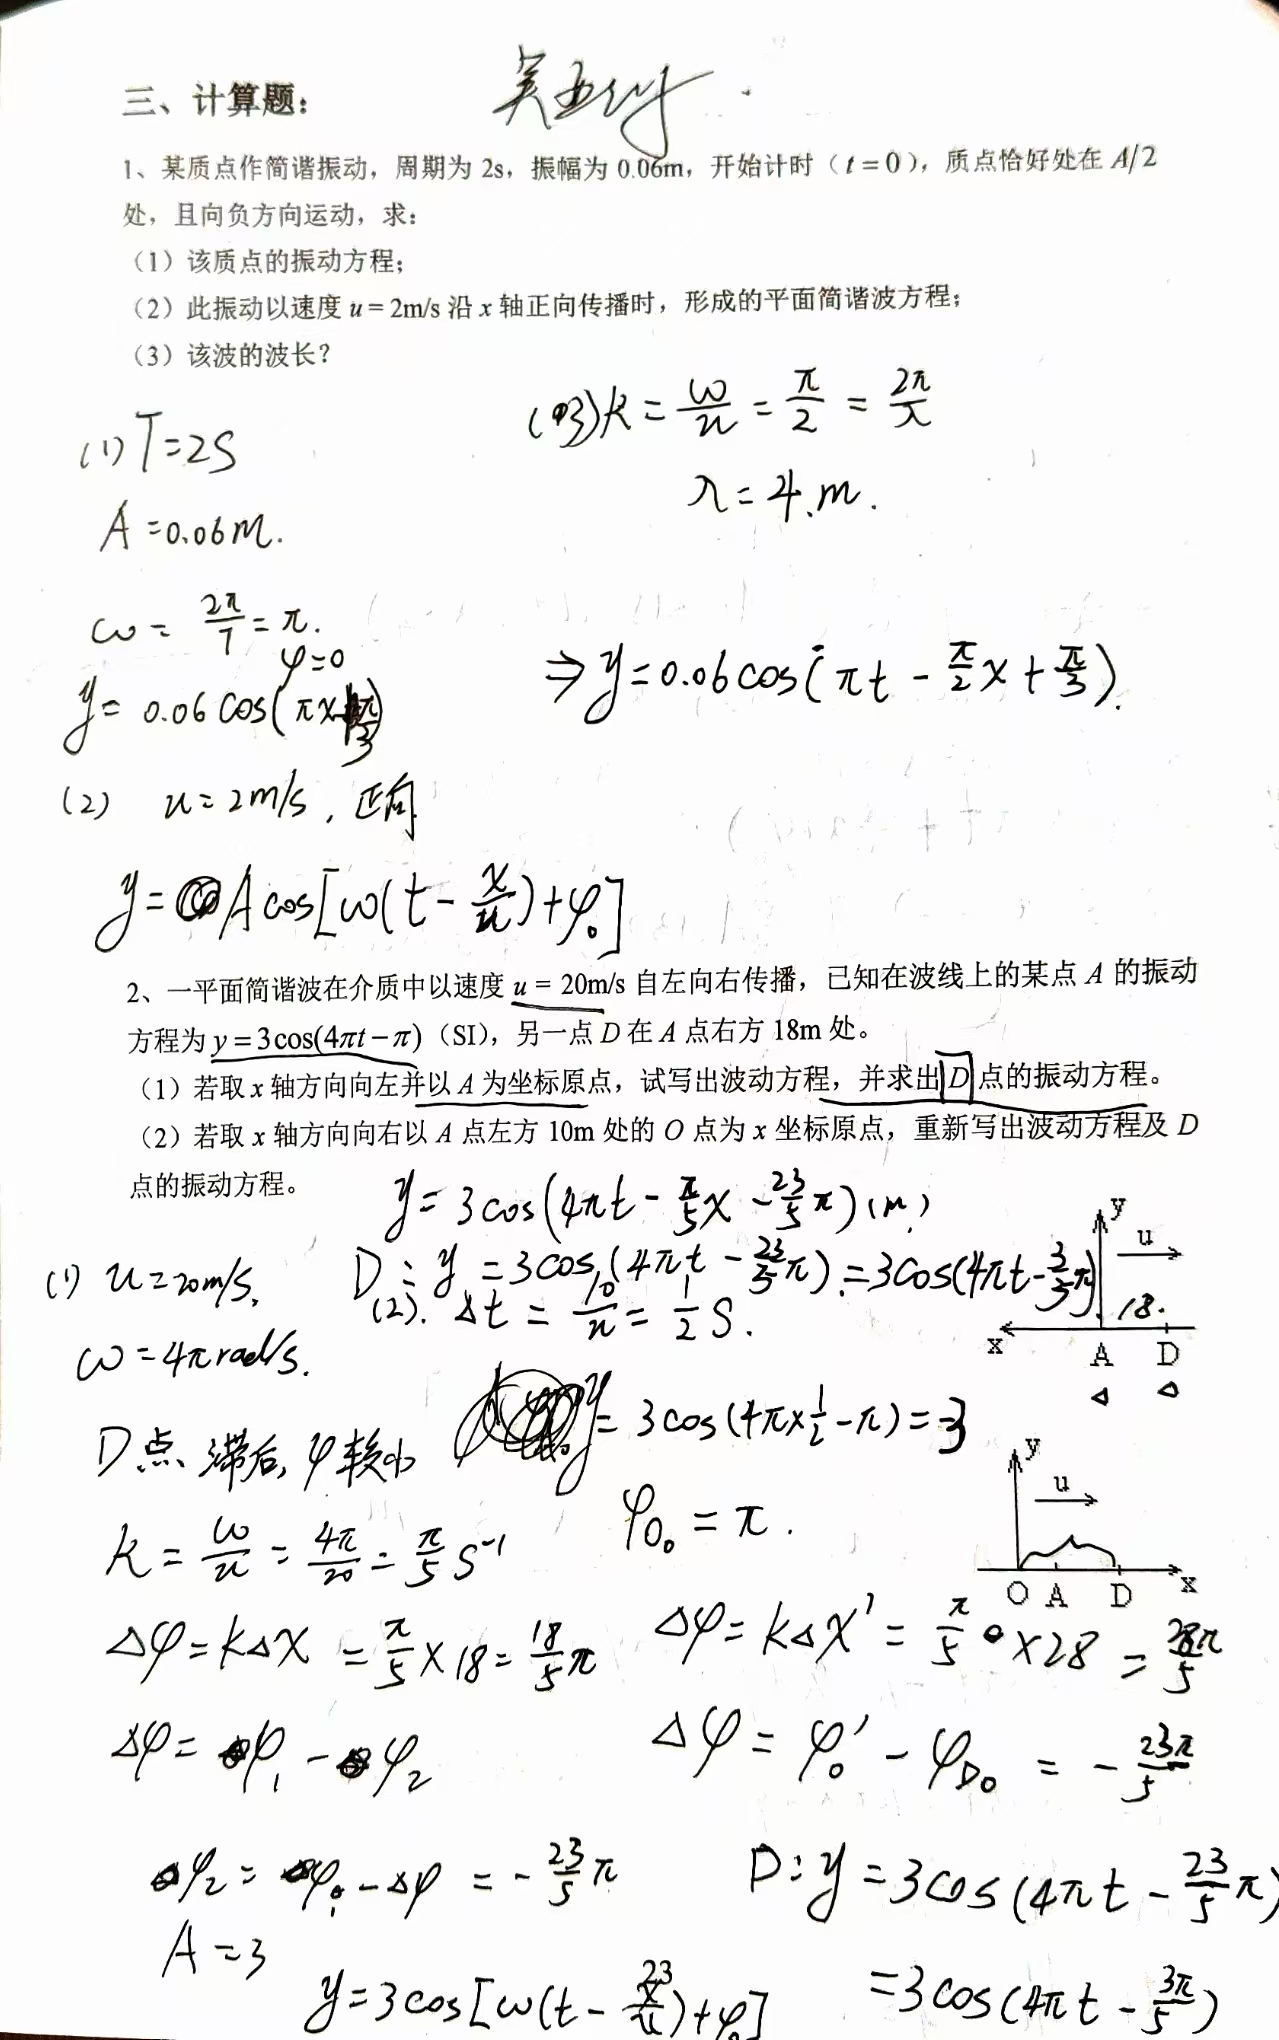 三、计算题:
1、某质点作简谐振动，周期为 2s，振幅为 0.06m，开始计时（t=0），质点恰好处在 A/2
处，且向负方向运动，求：
（1）该质点的振动方程；
（2）此振动以速度 u = 2m/s 沿 x 轴正向传播时，形成的平面简谐波方程；
（3）该波的波长？
(1) T=2S
A=0.06m.
ω = 2π/T = π.
φ=0
y= 0.06 cos(πx+π/3)
(3) k = ω/u = π/2 = 2π/λ
λ = 4.m.
(2) u=2m/s, 正向
y= A cos[ω(t - x/u)+φ₀]
⇒ y=0.06cos(πt - π/2 x + π/3).
2、一平面简谐波在介质中以速度 u = 20m/s 自左向右传播，已知在波线上的某点 A 的振动
方程为 y = 3cos(4πt−π)（SI），另一点 D 在 A 点右方 18m 处。
（1）若取 x 轴方向向左并以 A 为坐标原点，试写出波动方程，并求出 D 点的振动方程。
（2）若取 x 轴方向向右以 A 点左方 10m 处的 O 点为 x 坐标原点，重新写出波动方程及 D
点的振动方程。
y= 3cos(4πt - π/5 x - 23/5 π)(m)
(1) u=20m/s.
D: y = 3cos(4πt - 23/5 π). = 3cos(4πt - 3/5 π)
ω=4πrad/s.
D点 滞后, φ较小
k = ω/u = 4π/20 = π/5 S⁻¹
Δφ = kΔx = π/5 × 18 = 18/5 π
Δφ = φ₁ - φ₂
φ₂ = φ₁ - Δφ = - 23/5 π
A=3
y=3cos[ω(t - x/u)+φ₀]
23
(2). Δt = 10/u = 1/2 S.
y= 3cos(4π×1/2 - π) = -3
φO₀ = π.
Δφ = kΔx' = π/5 × 28 = 28π/5
Δφ = φ₀' - φD₀ = - 23π/5
D: y = 3cos(4πt - 23/5 π)
=3cos(4πt - 3π/5)
y
u
18.
x A D
y
u
O A D x